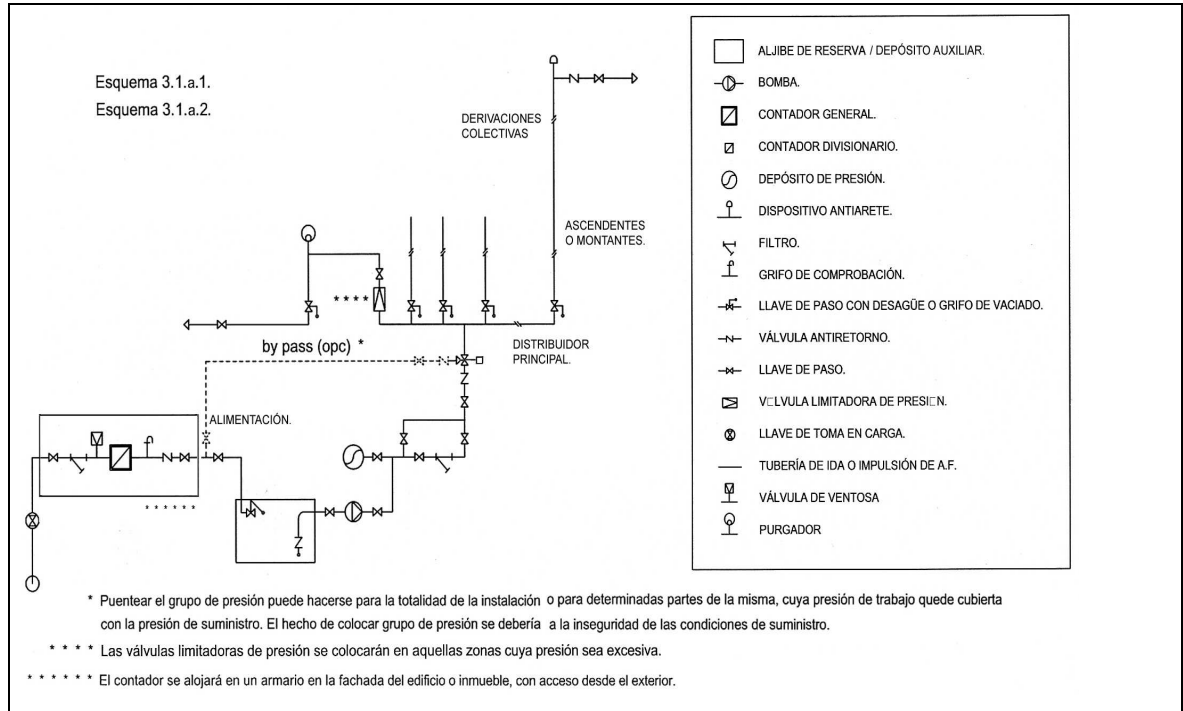 Esquema 3.1.a.1.
Esquema 3.1.a.2.
DERIVACIONES
COLECTIVAS
ASCENDENTES
O MONTANTES.
* * * *
by pass (opc) *
DISTRIBUIDOR
PRINCIPAL.
ALIMENTACIÓN.
* * * * * *
ALJIBE DE RESERVA / DEPÓSITO AUXILIAR.
BOMBA.
CONTADOR GENERAL.
CONTADOR DIVISIONARIO.
DEPÓSITO DE PRESIÓN.
DISPOSITIVO ANTIARETE.
FILTRO.
GRIFO DE COMPROBACIÓN.
LLAVE DE PASO CON DESAGÜE O GRIFO DE VACIADO.
VÁLVULA ANTIRETORNO.
LLAVE DE PASO.
V□LVULA LIMITADORA DE PRESI□N.
LLAVE DE TOMA EN CARGA.
TUBERÍA DE IDA O IMPULSIÓN DE A.F.
VÁLVULA DE VENTOSA
PURGADOR
* Puentear el grupo de presión puede hacerse para la totalidad de la instalación o para determinadas partes de la misma, cuya presión de trabajo quede cubierta
con la presión de suministro. El hecho de colocar grupo de presión se debería a la inseguridad de las condiciones de suministro.
* * * * Las válvulas limitadoras de presión se colocarán en aquellas zonas cuya presión sea excesiva.
* * * * * * El contador se alojará en un armario en la fachada del edificio o inmueble, con acceso desde el exterior.